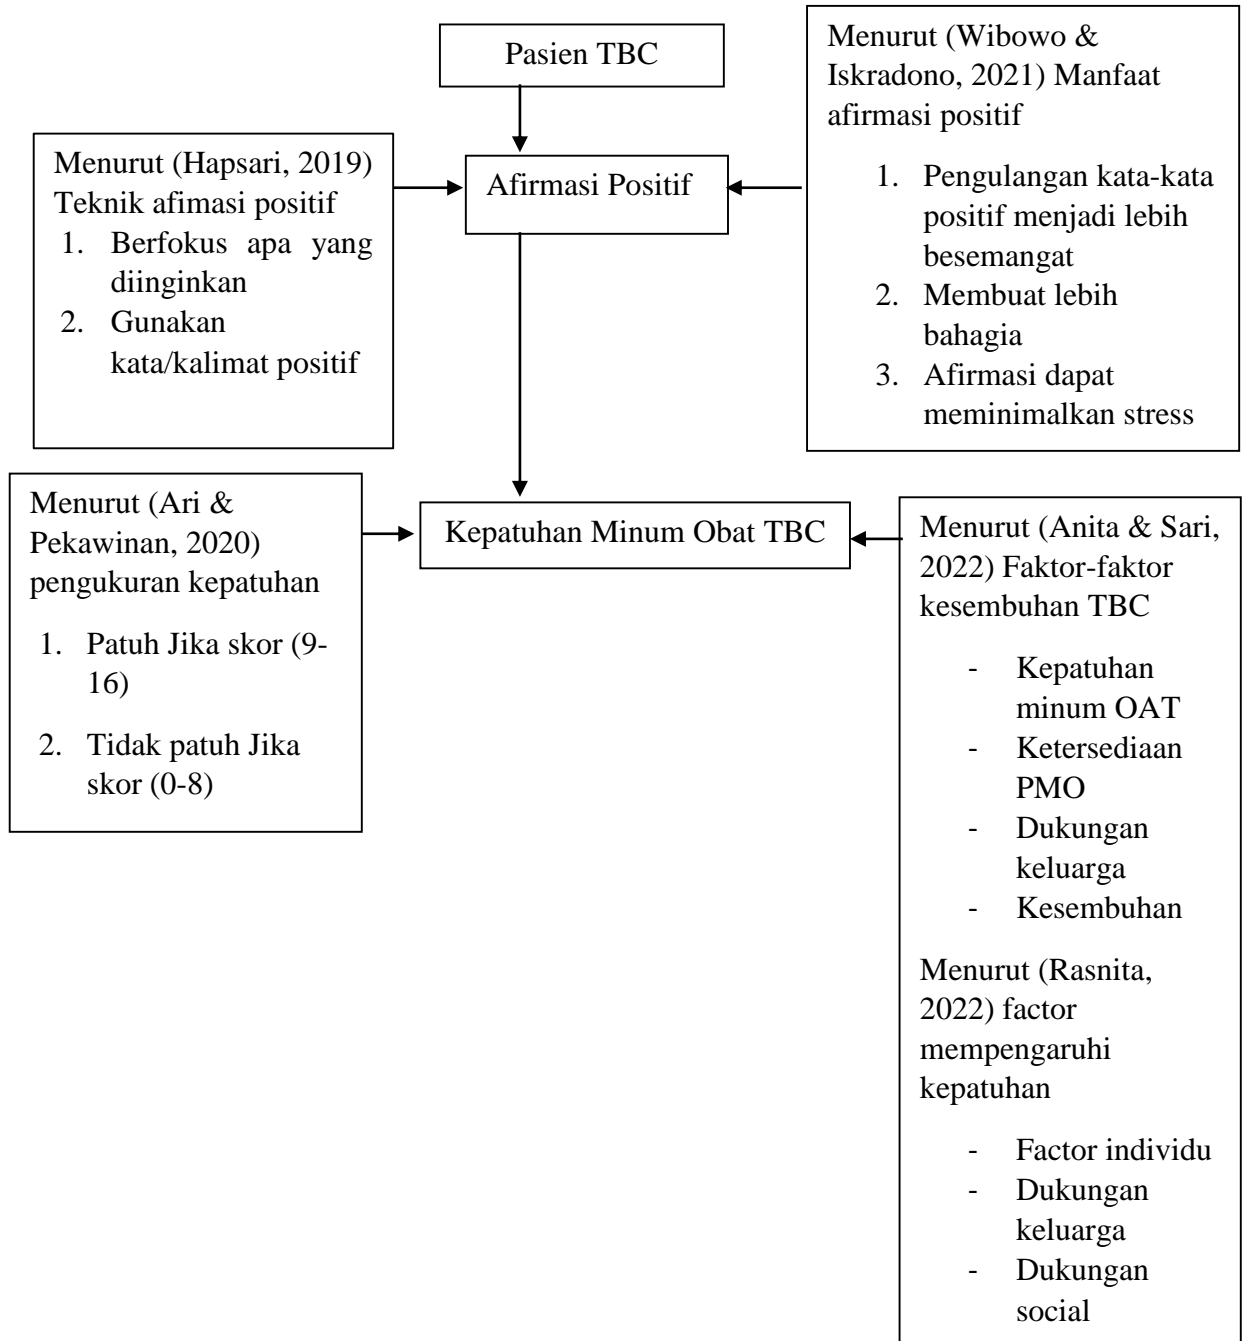 Pasien TBC
Menurut (Wibowo &
Iskradono, 2021) Manfaat
afirmasi positif
1. Pengulangan kata-kata
positif menjadi lebih
besemangat
2. Membuat lebih
bahagia
3. Afirmasi dapat
meminimalkan stress
Menurut (Hapsari, 2019)
Teknik afimasi positif
1. Berfokus apa yang
diinginkan
2. Gunakan
kata/kalimat positif
Afirmasi Positif
Menurut (Ari &
Pekawinan, 2020)
pengukuran kepatuhan
1. Patuh Jika skor (9-
16)
2. Tidak patuh Jika
skor (0-8)
Kepatuhan Minum Obat TBC
Menurut (Anita & Sari,
2022) Faktor-faktor
kesembuhan TBC
- Kepatuhan
minum OAT
- Ketersediaan
PMO
- Dukungan
keluarga
- Kesembuhan
Menurut (Rasnita,
2022) factor
mempengaruhi
kepatuhan
- Factor individu
- Dukungan
keluarga
- Dukungan
social